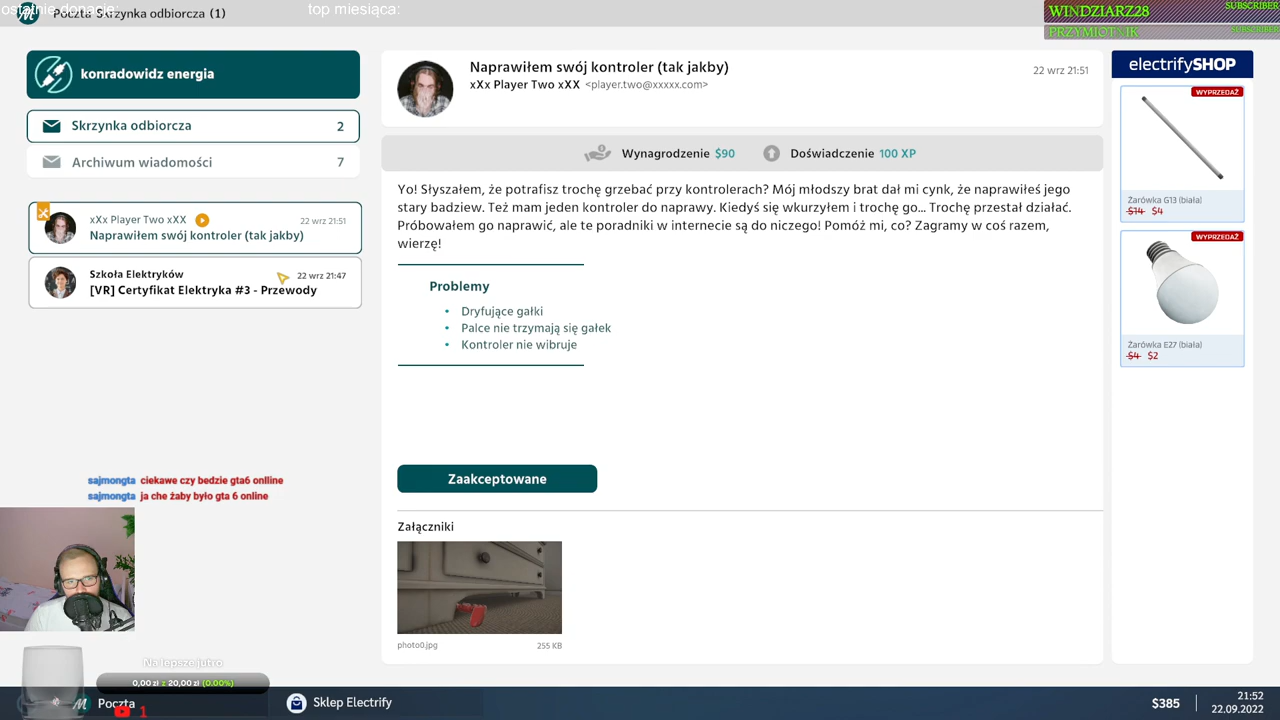 ostatnie donacje:
top miesiąca:
Poczta Skrzynka odbiorcza (1)
WINDZIARZ28
SUBSCRIBER
PRZYMIOTNIK
SUBSCRIBER
konradowidz energia
Skrzynka odbiorcza 2
Archiwum wiadomości 7
xXx Player Two xXX
22 wrz 21:51
Naprawiłem swój kontroler (tak jakby)
Szkoła Elektryków
22 wrz 21:47
[VR] Certyfikat Elektryka #3 - Przewody
Naprawiłem swój kontroler (tak jakby)
xXx Player Two xXX <player.two@xxxxx.com>
22 wrz 21:51
Wynagrodzenie $90 Doświadczenie 100 XP
Yo! Słyszałem, że potrafisz trochę grzebać przy kontrolerach? Mój młodszy brat dał mi cynk, że naprawiłeś jego
stary badziew. Też mam jeden kontroler do naprawy. Kiedyś się wkurzyłem i trochę go... Trochę przestał działać.
Próbowałem go naprawić, ale te poradniki w internecie są do niczego! Pomóż mi, co? Zagramy w coś razem,
wierzę!
Problemy
• Dryfujące gałki
• Palce nie trzymają się gałek
• Kontroler nie wibruje
Zaakceptowane
Załączniki
photo0.jpg 255 KB
electrifySHOP
WYPRZEDAŻ
Żarówka G13 (biała)
$14 $4
WYPRZEDAŻ
Żarówka E27 (biała)
$4 $2
sajmongta ciekawe czy bedzie gta6 onlline
sajmongta ja che żaby było gta 6 online
Na lepsze jutro
0,00 zł z 20,00 zł (0.00%)
Poczta
1
Sklep Electrify
$385
21:52
22.09.2022